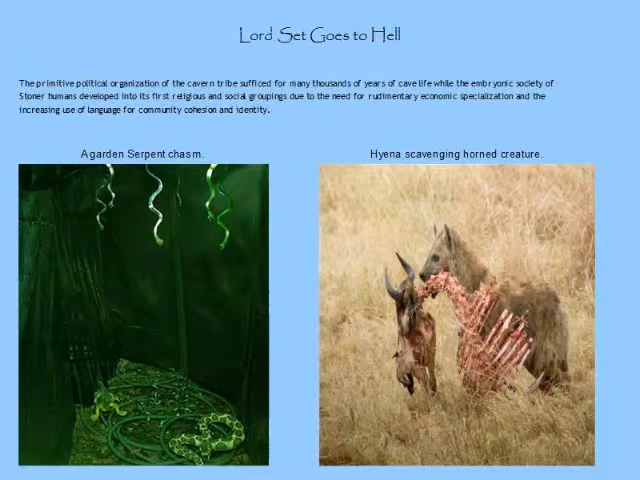 Lord Set Goes to Hell
The primitive political organization of the cavern tribe sufficed for many thousands of years of cave life while the embryonic society of
Stoner humans developed into its first religious and social groupings due to the need for rudimentary economic specialization and the
increasing use of language for community cohesion and identity.
A garden Serpent chasm.
Hyena scavenging horned creature.